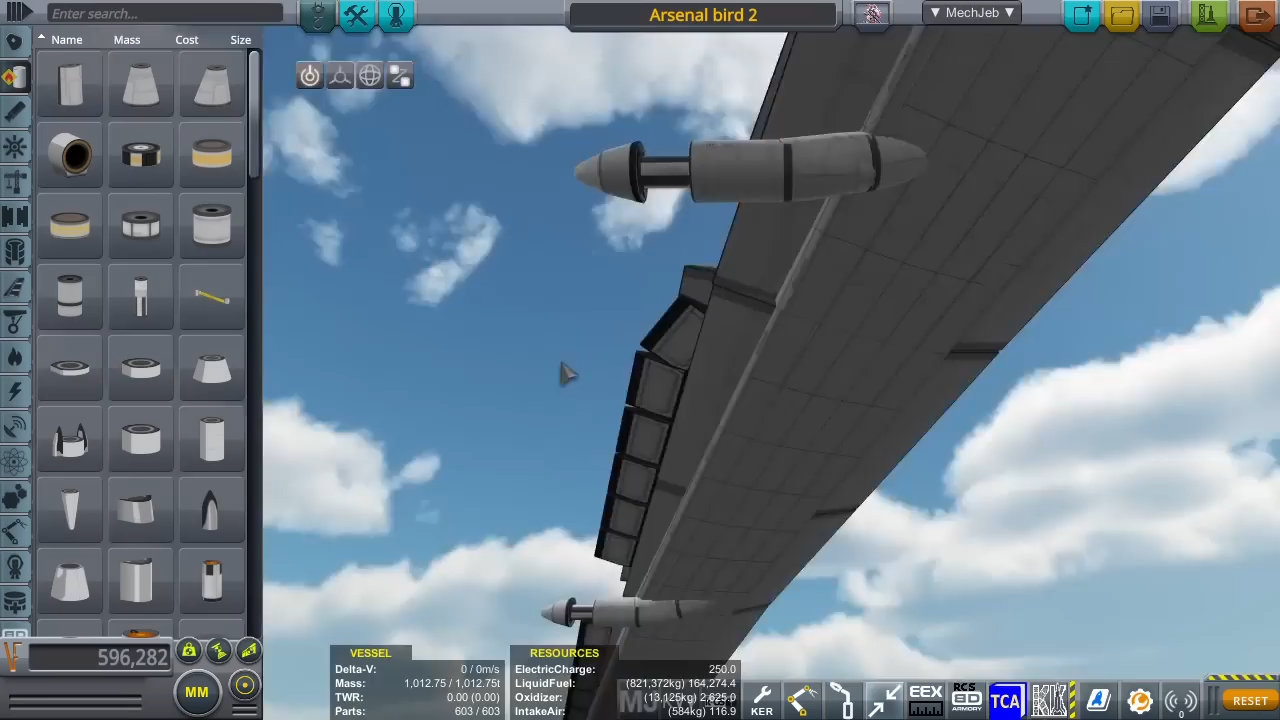 Enter search...
Arsenal bird 2
▼ MechJeb ▼
Name Mass Cost Size
596,282
MM
VESSEL
Delta-V: 0 / 0m/s
Mass: 1,012.75 / 1,012.75t
TWR: 0.00 (0.00)
Parts: 603 / 603
RESOURCES
ElectricCharge: 250.0
LiquidFuel: (821,372kg) 164,274.4
Oxidizer: (13,125kg) 2,625.0
IntakeAir: (584kg) 116.9
KER
EEX
RCS
ED
ARMORY
TCA
KK
A
0
RESET